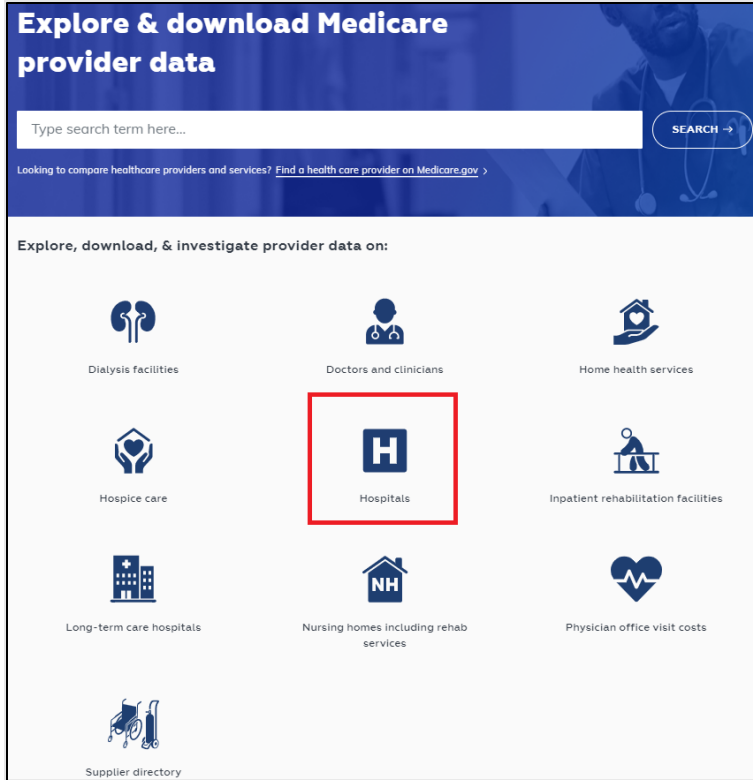 Explore & download Medicare
provider data
Type search term here...
SEARCH →
Looking to compare healthcare providers and services? Find a health care provider on Medicare.gov >
Explore, download, & investigate provider data on:
Dialysis facilities
Doctors and clinicians
Home health services
Hospice care
H
Hospitals
Inpatient rehabilitation facilities
Long-term care hospitals
NH
Nursing homes including rehab
services
Physician office visit costs
Supplier directory